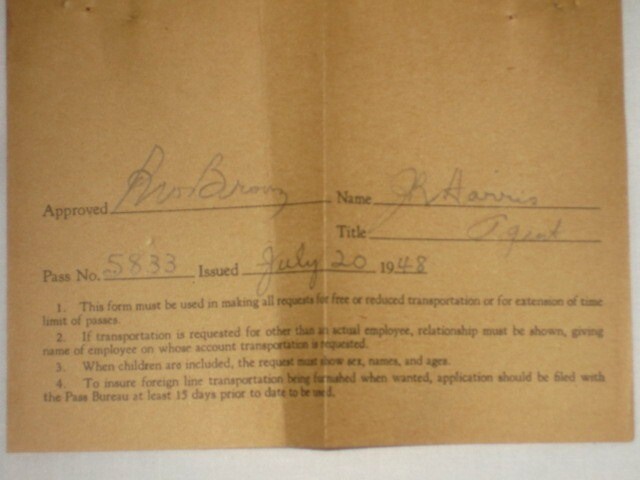 Approved Brown Name JR Harris
Title Agent
Pass No. 5833 Issued July 20 1948
1. This form must be used in making all requests for free or reduced transportation or for extension of time
limit of passes.
2. If transportation is requested for other than an actual employee, relationship must be shown, giving
name of employee on whose account transportation is requested.
3. When children are included, the request must show sex, names, and ages.
4. To insure foreign line transportation being furnished when wanted, application should be filed with
the Pass Bureau at least 15 days prior to date to be used.